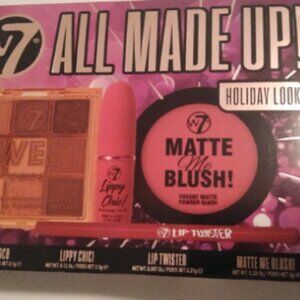 W7 ALL MADE UP!
HOLIDAY LOOK
W7
MATTE
Me
BLUSH!
CHEEKY MATTE
POWDER BLUSH
VE
W7
Lippy
Chic!
W7 LIP TWISTER
LIPPY CHIC!
LIP TWISTER
MATTE ME BLUSH!